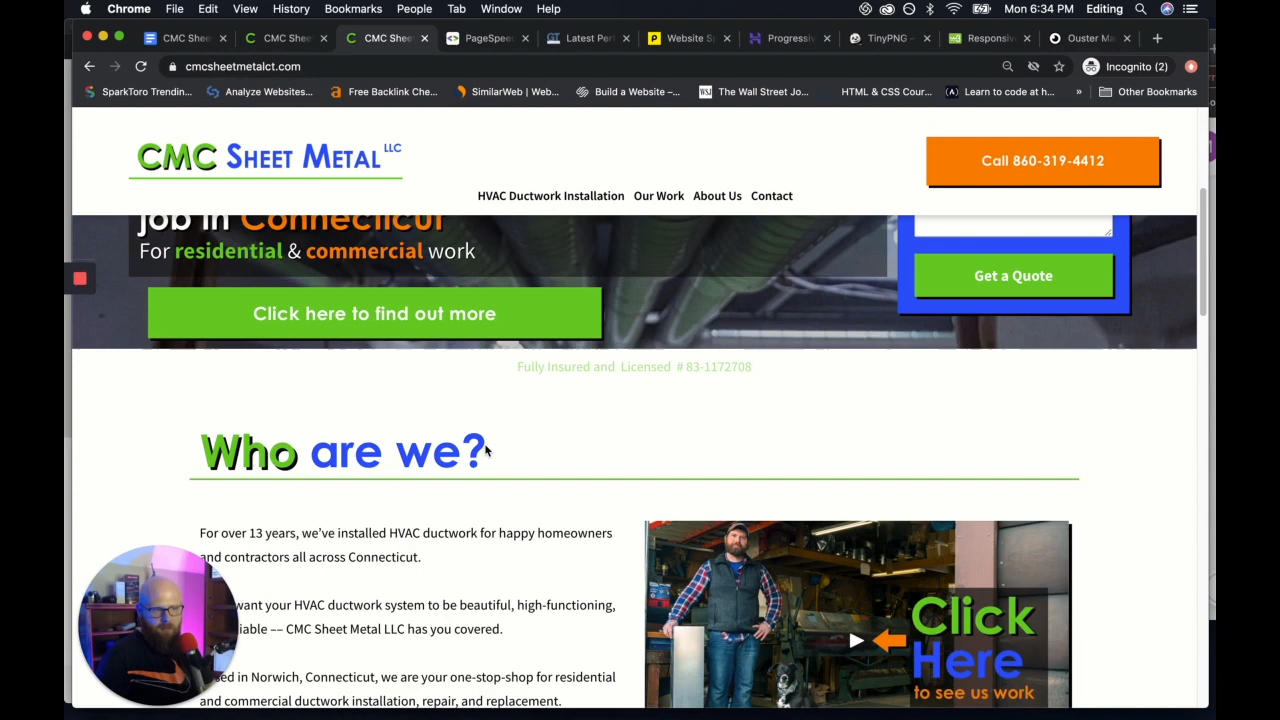 Chrome File Edit View History Bookmarks People Tab Window Help Mon 6:34 PM Editing
CMC Shee CMC Shee CMC Shee PageSpee Latest Perf Website S Progressiv TinyPNG – Responsiv Ouster Ma
cmcsheetmetalct.com Incognito (2)
SparkToro Trendin... Analyze Websites... Free Backlink Che... SimilarWeb | Web... Build a Website –... The Wall Street Jo... HTML & CSS Cour... Learn to code at h... » Other Bookmarks
CMC Sheet Metal LLC
Call 860-319-4412
HVAC Ductwork Installation Our Work About Us Contact
job in Connecticut
For residential & commercial work
Get a Quote
Click here to find out more
Fully Insured and Licensed # 83-1172708
Who are we?
For over 13 years, we've installed HVAC ductwork for happy homeowners
and contractors all across Connecticut.
want your HVAC ductwork system to be beautiful, high-functioning,
–– CMC Sheet Metal LLC has you covered.
in Norwich, Connecticut, we are your one-stop-shop for residential
and commercial ductwork installation, repair, and replacement.
Click
Here
to see us work